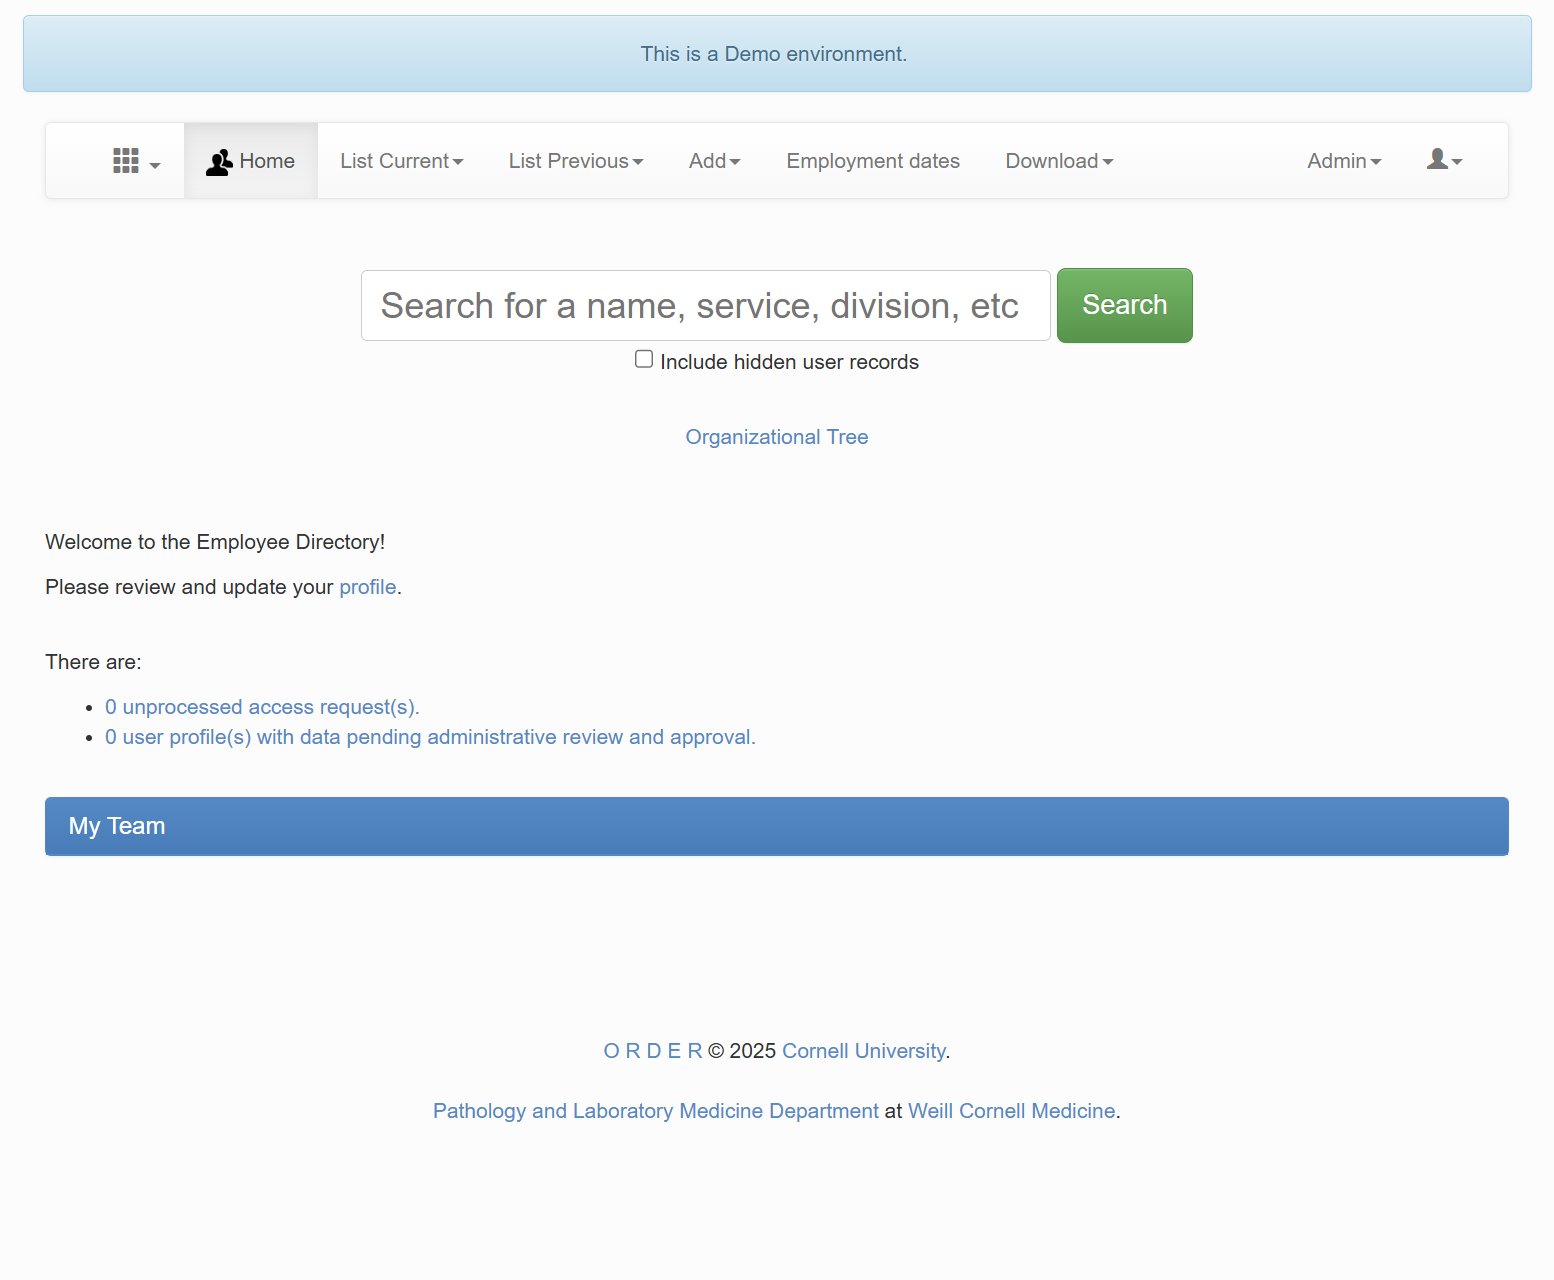 This is a Demo environment.
Home List Current List Previous Add Employment dates Download Admin
Search for a name, service, division, etc Search
Include hidden user records
Organizational Tree
Welcome to the Employee Directory!
Please review and update your profile.
There are:
• 0 unprocessed access request(s).
• 0 user profile(s) with data pending administrative review and approval.
My Team
O R D E R © 2025 Cornell University.
Pathology and Laboratory Medicine Department at Weill Cornell Medicine.